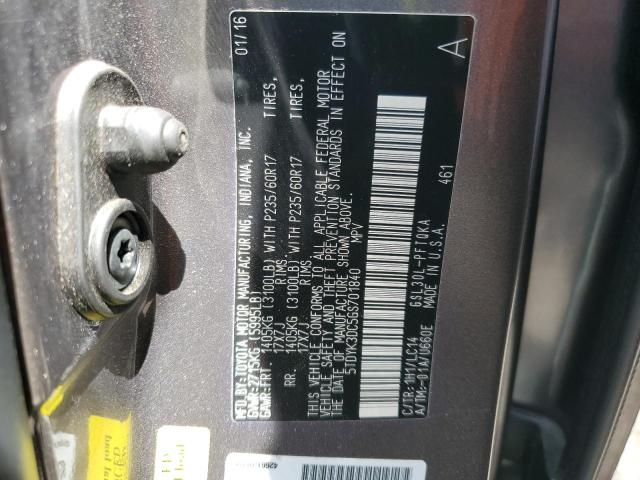 MFD. BY: TOYOTA MOTOR MANUFACTURING, INDIANA, INC. 01/16
GVWR: 2715KG (5995LB)
GAWR: FRT. 1405KG (3100LB) WITH P235/60R17 TIRES,
17X7J RIMS
RR. 1405KG (3100LB) WITH P235/60R17 TIRES,
17X7J RIMS
THIS VEHICLE CONFORMS TO ALL APPLICABLE FEDERAL MOTOR
VEHICLE SAFETY AND THEFT PREVENTION STANDARDS IN EFFECT ON
THE DATE OF MANUFACTURE SHOWN ABOVE.
5TDYK3DC5GS701840 MPV
A
C/TR: 1H1/LC14 GSL30L-PFTQKA 461
A/TM: -01A/U660E MADE IN U.S.A.